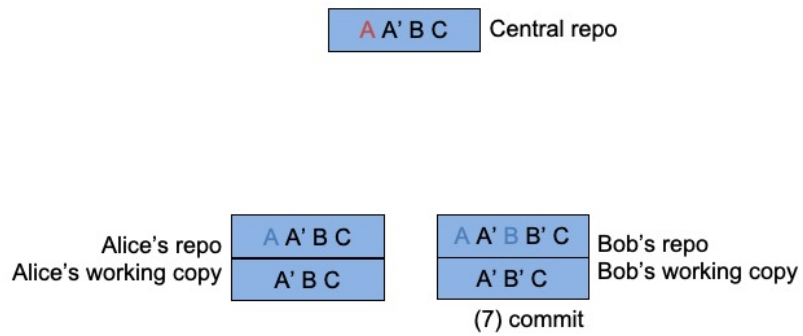 A A' B C Central repo
Alice's repo A A' B C
Alice's working copy A' B C
A A' B B' C Bob's repo
A' B' C Bob's working copy
(7) commit